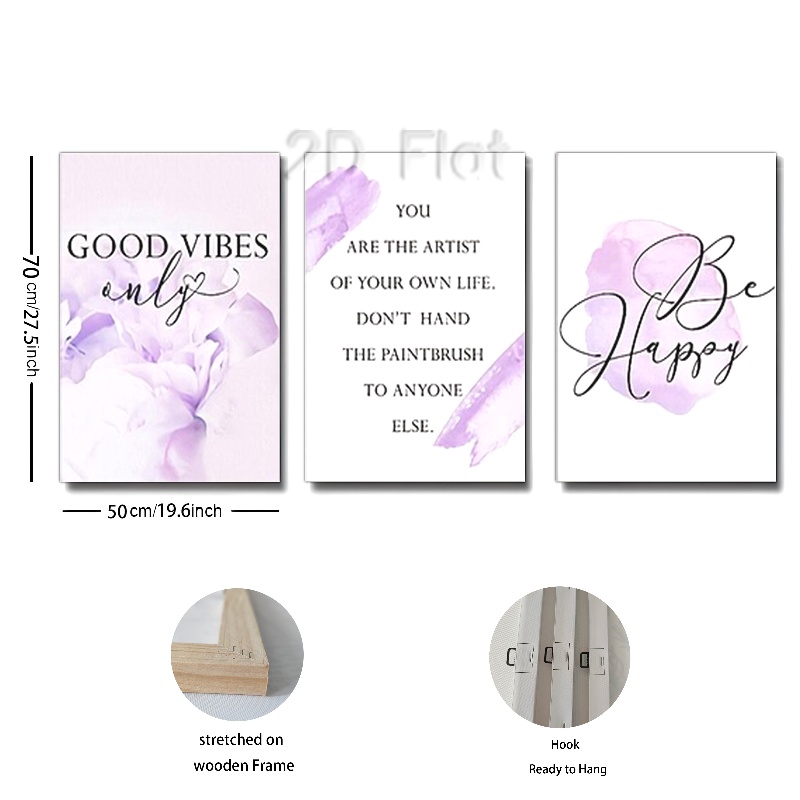 2D Flat
GOOD VIBES
only
YOU
ARE THE ARTIST
OF YOUR OWN LIFE.
DON'T HAND
THE PAINTBRUSH
TO ANYONE
ELSE.
Be
Happy
70 cm/27.5inch
50cm/19.6inch
stretched on
wooden Frame
Hook
Ready to Hang